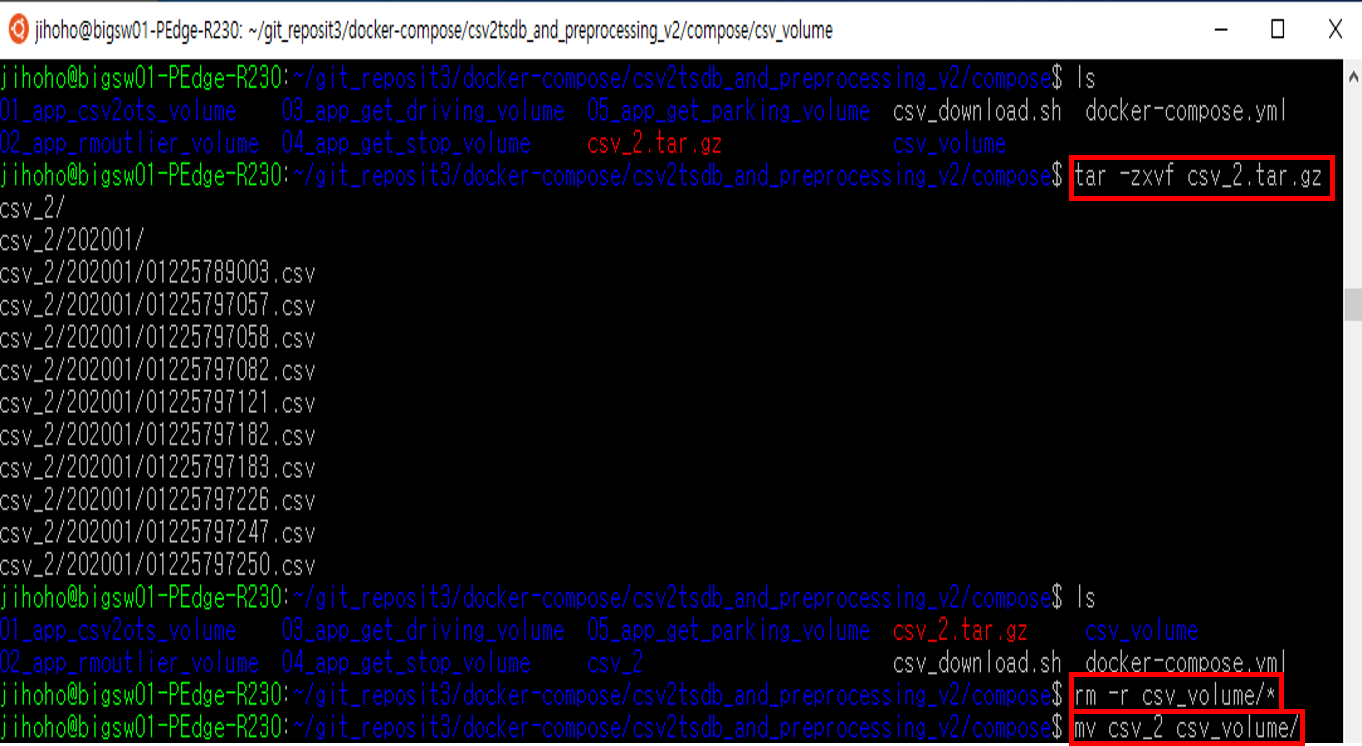 jihoho@bigsw01-PEdge-R230: ~/git_reposit3/docker-compose/csv2tsdb_and_preprocessing_v2/compose/csv_volume
jihoho@bigsw01-PEdge-R230:~/git_reposit3/docker-compose/csv2tsdb_and_preprocessing_v2/compose$ ls
01_app_csv2ots_volume 03_app_get_driving_volume 05_app_get_parking_volume csv_download.sh docker-compose.yml
02_app_rmoutlier_volume 04_app_get_stop_volume csv_2.tar.gz csv_volume
jihoho@bigsw01-PEdge-R230:~/git_reposit3/docker-compose/csv2tsdb_and_preprocessing_v2/compose$ tar -zxvf csv_2.tar.gz
csv_2/
csv_2/202001/
csv_2/202001/01225789003.csv
csv_2/202001/01225797057.csv
csv_2/202001/01225797058.csv
csv_2/202001/01225797082.csv
csv_2/202001/01225797121.csv
csv_2/202001/01225797182.csv
csv_2/202001/01225797183.csv
csv_2/202001/01225797226.csv
csv_2/202001/01225797247.csv
csv_2/202001/01225797250.csv
jihoho@bigsw01-PEdge-R230:~/git_reposit3/docker-compose/csv2tsdb_and_preprocessing_v2/compose$ ls
01_app_csv2ots_volume 03_app_get_driving_volume 05_app_get_parking_volume csv_2.tar.gz csv_volume
02_app_rmoutlier_volume 04_app_get_stop_volume csv_2 csv_download.sh docker-compose.yml
jihoho@bigsw01-PEdge-R230:~/git_reposit3/docker-compose/csv2tsdb_and_preprocessing_v2/compose$ rm -r csv_volume/*
jihoho@bigsw01-PEdge-R230:~/git_reposit3/docker-compose/csv2tsdb_and_preprocessing_v2/compose$ mv csv_2 csv_volume/